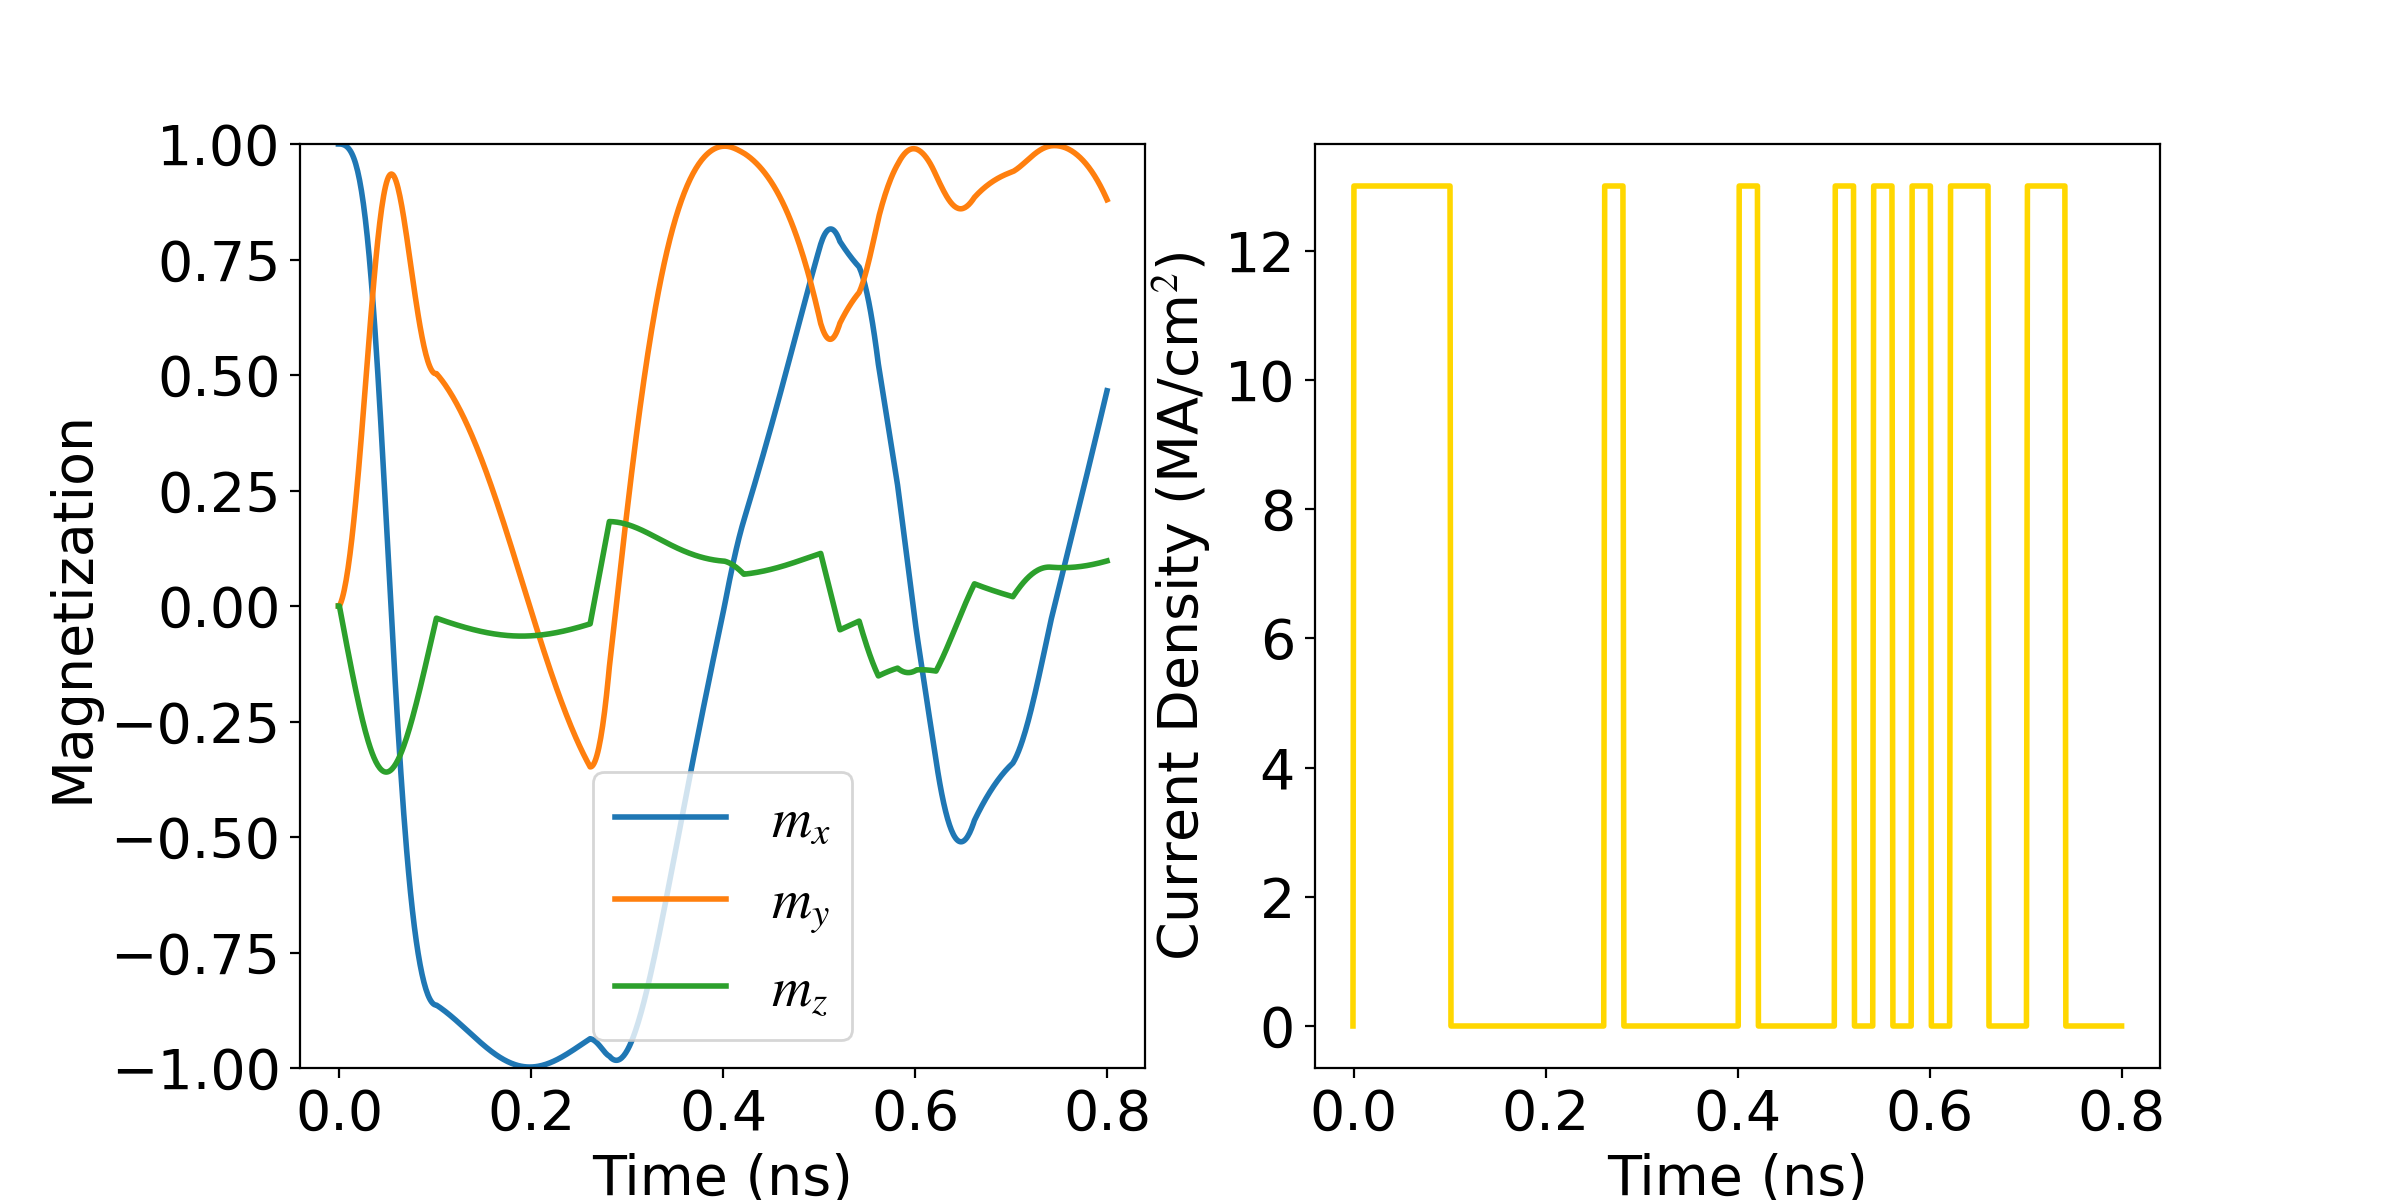 Magnetization
1.00
0.75
0.50
0.25
0.00
−0.25
−0.50
−0.75
−1.00
0.0 0.2 0.4 0.6 0.8
Time (ns)
m_x
m_y
m_z
Current Density (MA/cm²)
12
10
8
6
4
2
0
0.0 0.2 0.4 0.6 0.8
Time (ns)